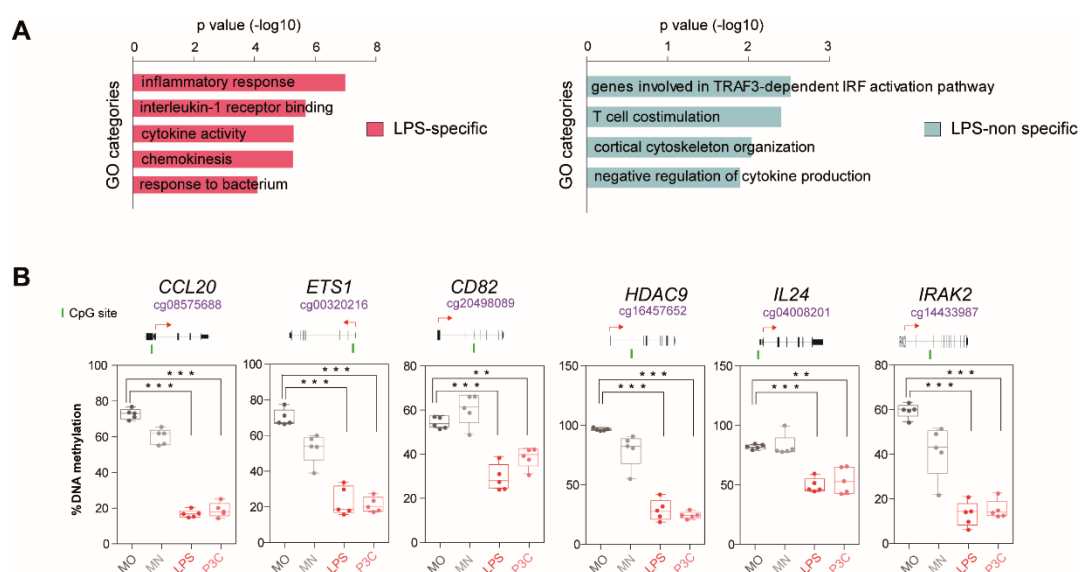 A
p value (-log10)
0 2 4 6 8
GO categories
inflammatory response
interleukin-1 receptor binding
cytokine activity
chemokinesis
response to bacterium
LPS-specific
p value (-log10)
0 1 2 3
GO categories
genes involved in TRAF3-dependent IRF activation pathway
T cell costimulation
cortical cytoskeleton organization
negative regulation of cytokine production
LPS-non specific
B
CpG site
% DNA methylation
CCL20
cg08575688
* * *
* * *
100
80
60
40
20
0
MO MN LPS P3C
ETS1
cg00320216
* * *
* * *
100
80
60
40
20
0
MO MN LPS P3C
CD82
cg20498089
* *
* * *
80
60
40
20
0
MO MN LPS P3C
HDAC9
cg16457652
* * *
* * *
150
100
50
0
MO MN LPS P3C
IL24
cg04008201
* *
* * *
150
100
50
0
MO MN LPS P3C
IRAK2
cg14433987
* * *
* * *
80
60
40
20
0
MO MN LPS P3C